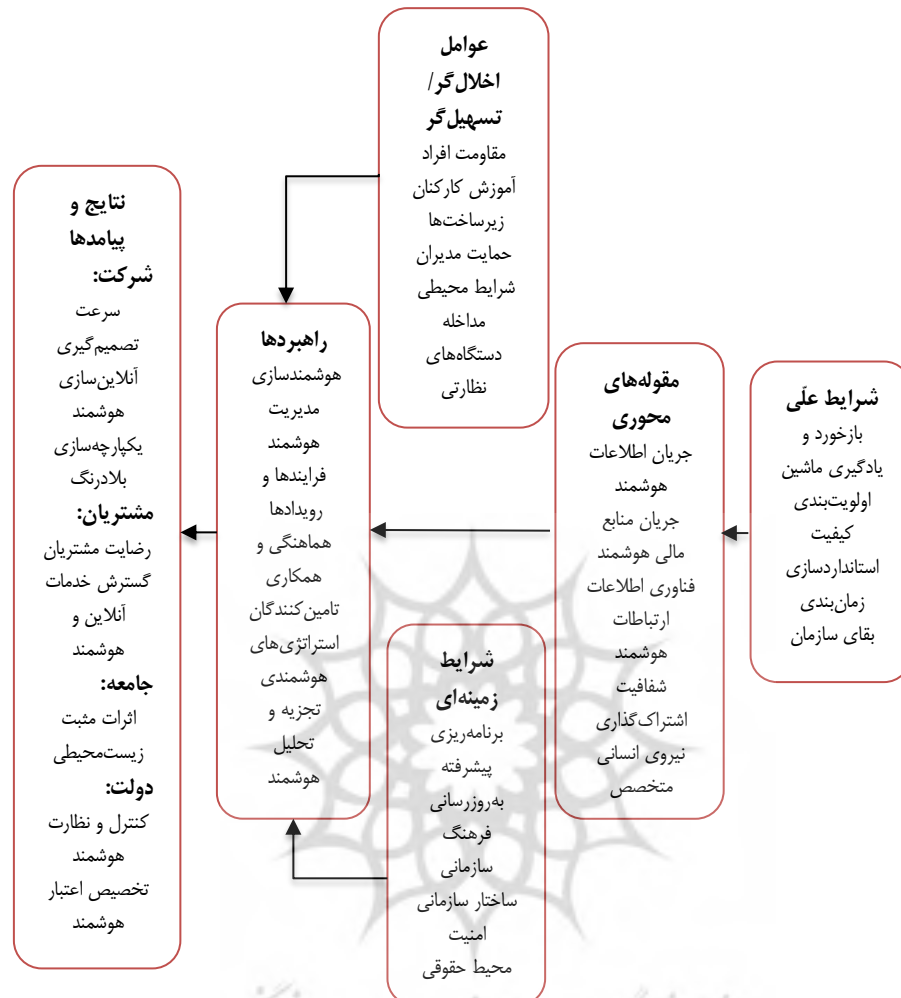 شرایط علّی
بازخورد و
یادگیری ماشین
اولویت‌بندی
کیفیت
استانداردسازی
زمان‌بندی
بقای سازمان
مقوله‌های
محوری
جریان اطلاعات
هوشمند
جریان منابع
مالی هوشمند
فناوری اطلاعات
ارتباطات
هوشمند
شفافیت
اشتراک‌گذاری
نیروی انسانی
متخصص
عوامل
اخلال‌گر/
تسهیل‌گر
مقاومت افراد
آموزش کارکنان
زیرساخت‌ها
حمایت مدیران
شرایط محیطی
مداخله
دستگاه‌های
نظارتی
شرایط
زمینه‌ای
برنامه‌ریزی
پیشرفته
به‌روزرسانی
فرهنگ
سازمانی
ساختار سازمانی
امنیت
محیط حقوقی
راهبردها
هوشمندسازی
مدیریت
هوشمند
فرایندها و
رویدادها
هماهنگی و
همکاری
تامین‌کنندگان
استراتژی‌های
هوشمندی
تجزیه و
تحلیل
هوشمند
نتایج و
پیامدها
شرکت:
سرعت
تصمیم‌گیری
آنلاین‌سازی
هوشمند
یکپارچه‌سازی
بلادرنگ
مشتریان:
رضایت مشتریان
گسترش خدمات
آنلاین و
هوشمند
جامعه:
اثرات مثبت
زیست‌محیطی
دولت:
کنترل و نظارت
هوشمند
تخصیص اعتبار
هوشمند